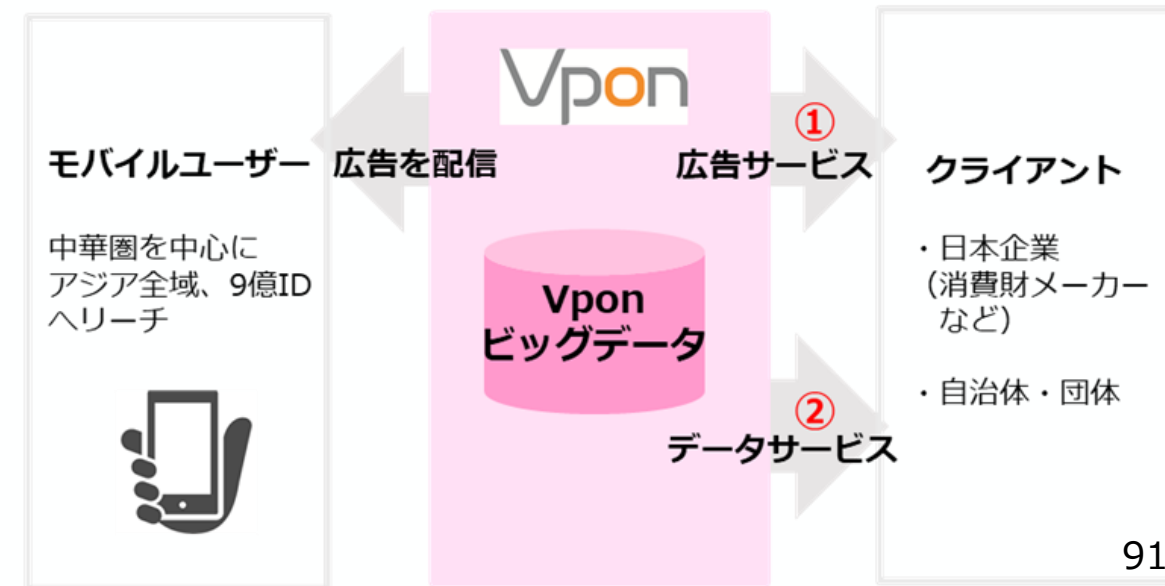 Vpon
①
モバイルユーザー
広告を配信
広告サービス
クライアント
中華圏を中心に
アジア全域、9億ID
へリーチ
Vpon
ビッグデータ
・日本企業
（消費財メーカー
など）
・自治体・団体
②
データサービス
91